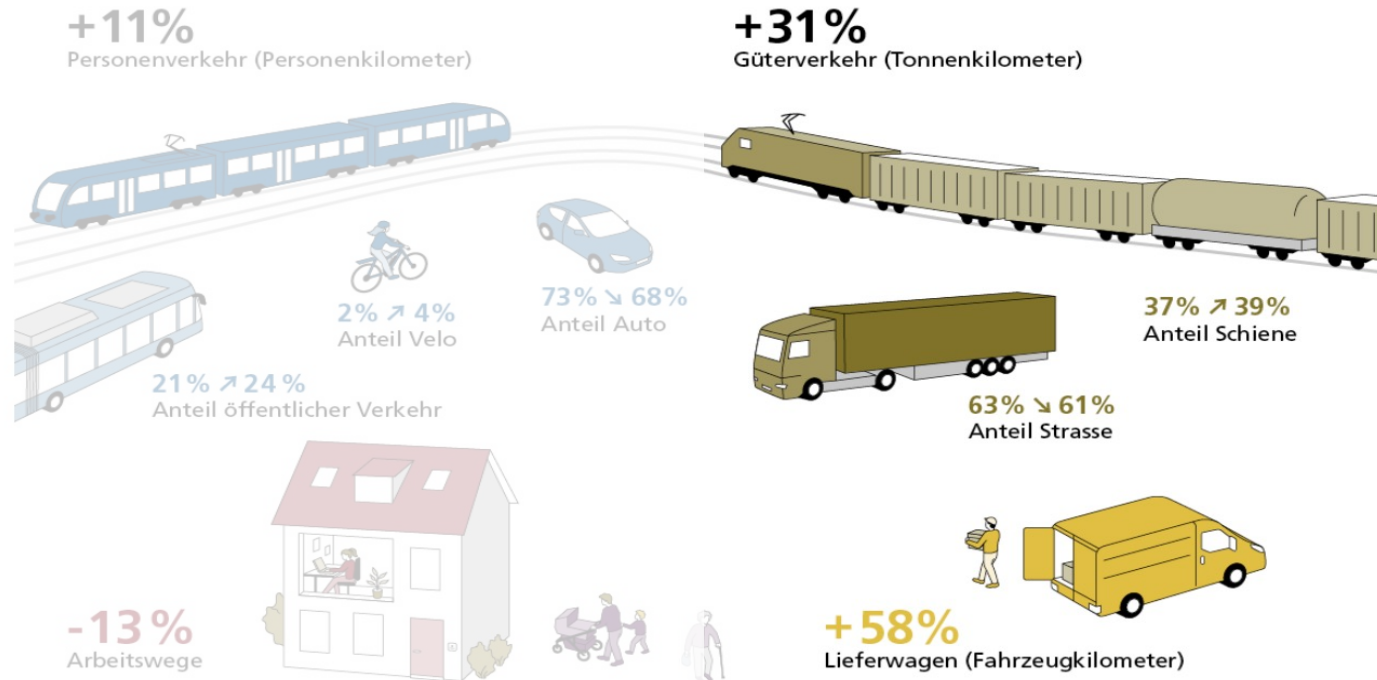 +11%
Personenverkehr (Personenkilometer)
+31%
Güterverkehr (Tonnenkilometer)
2% ↗ 4%
Anteil Velo
73% ↘ 68%
Anteil Auto
21% ↗ 24%
Anteil öffentlicher Verkehr
37% ↗ 39%
Anteil Schiene
63% ↘ 61%
Anteil Strasse
-13%
Arbeitswege
+58%
Lieferwagen (Fahrzeugkilometer)